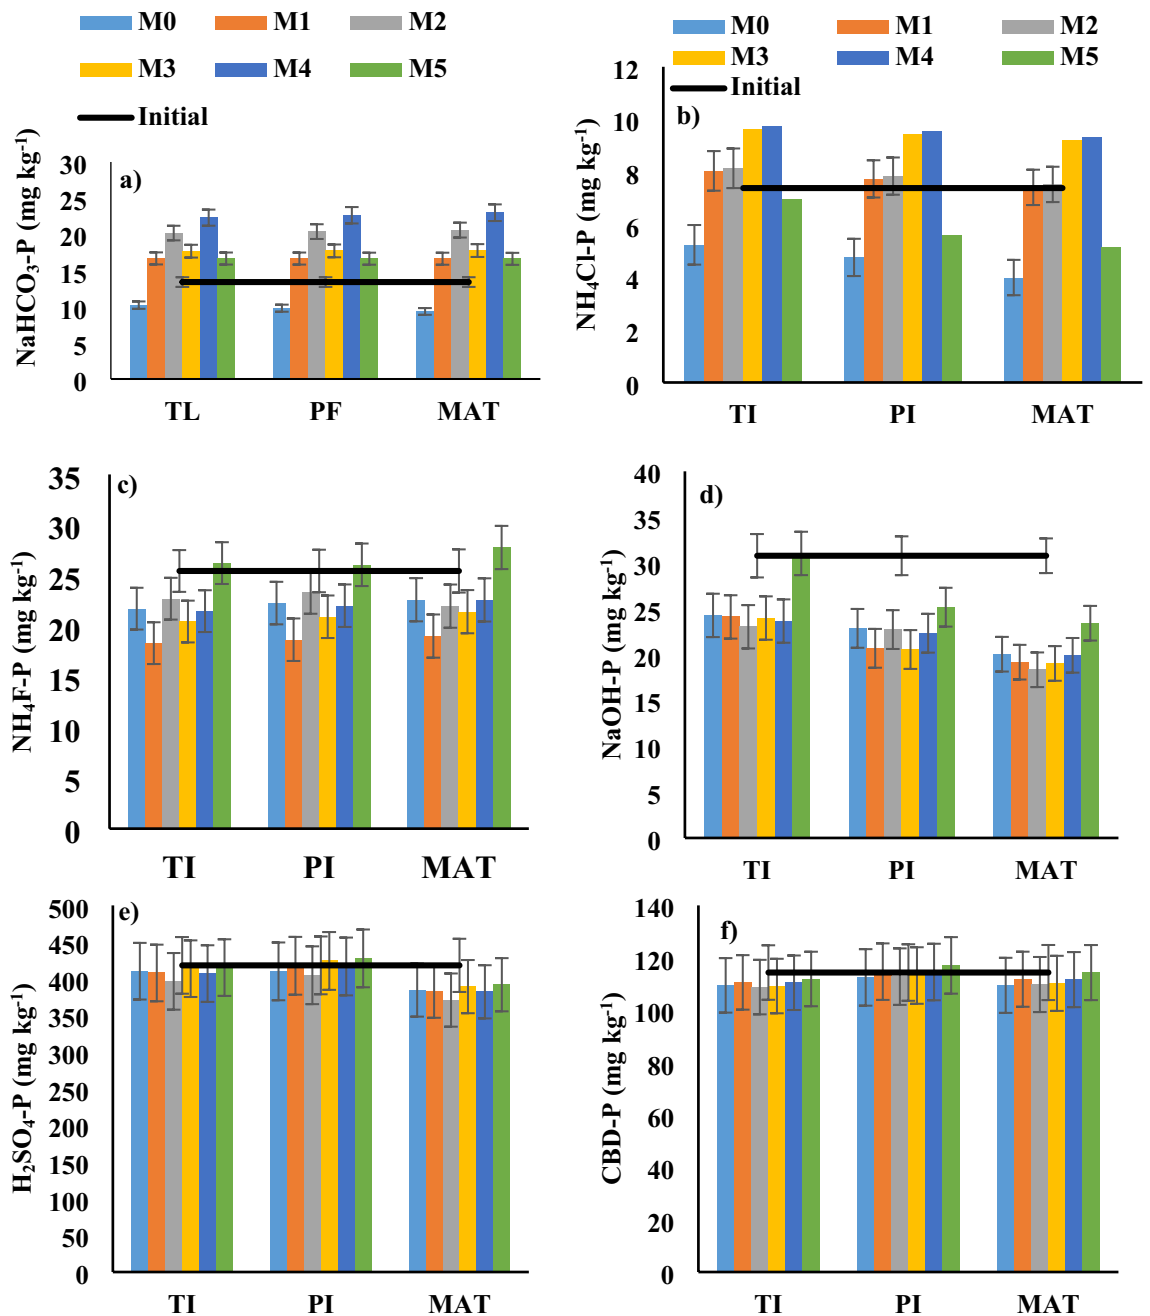 M0 M1 M2
M3 M4 M5
Initial
a)
NaHCO₃-P (mg kg⁻¹)
30
25
20
15
10
5
0
TL PF MAT
M0 M1 M2
M3 M4 M5
Initial
b)
NH₄Cl-P (mg kg⁻¹)
12
10
8
6
4
2
0
TI PI MAT
c)
NH₄F-P (mg kg⁻¹)
35
30
25
20
15
10
5
0
TI PI MAT
d)
NaOH-P (mg kg⁻¹)
40
35
30
25
20
15
10
5
0
TI PI MAT
e)
H₂SO₄-P (mg kg⁻¹)
500
450
400
350
300
250
200
150
100
50
0
TI PI MAT
f)
CBD-P (mg kg⁻¹)
140
120
100
80
60
40
20
0
TI PI MAT